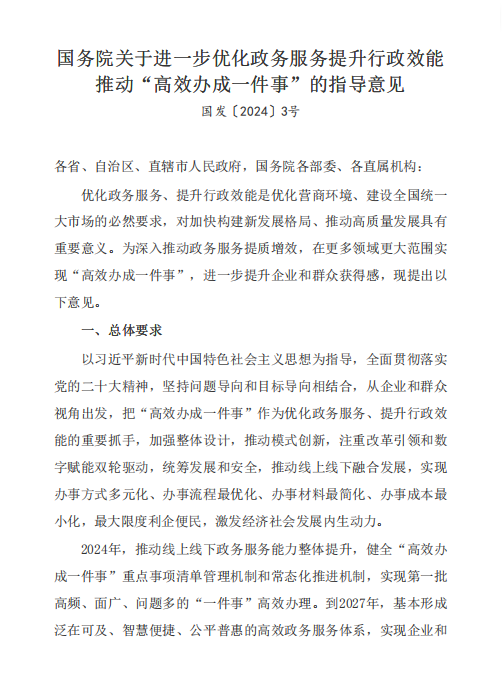 国务院关于进一步优化政务服务提升行政效能
推动“高效办成一件事”的指导意见
国发〔2024〕3号
各省、自治区、直辖市人民政府，国务院各部委、各直属机构：
优化政务服务、提升行政效能是优化营商环境、建设全国统一
大市场的必然要求，对加快构建新发展格局、推动高质量发展具有
重要意义。为深入推动政务服务提质增效，在更多领域更大范围实
现“高效办成一件事”，进一步提升企业和群众获得感，现提出以
下意见。
一、总体要求
以习近平新时代中国特色社会主义思想为指导，全面贯彻落实
党的二十大精神，坚持问题导向和目标导向相结合，从企业和群众
视角出发，把“高效办成一件事”作为优化政务服务、提升行政效
能的重要抓手，加强整体设计，推动模式创新，注重改革引领和数
字赋能双轮驱动，统筹发展和安全，推动线上线下融合发展，实现
办事方式多元化、办事流程最优化、办事材料最简化、办事成本最
小化，最大限度利企便民，激发经济社会发展内生动力。
2024年，推动线上线下政务服务能力整体提升，健全“高效办
成一件事”重点事项清单管理机制和常态化推进机制，实现第一批
高频、面广、问题多的“一件事”高效办理。到2027年，基本形成
泛在可及、智慧便捷、公平普惠的高效政务服务体系，实现企业和